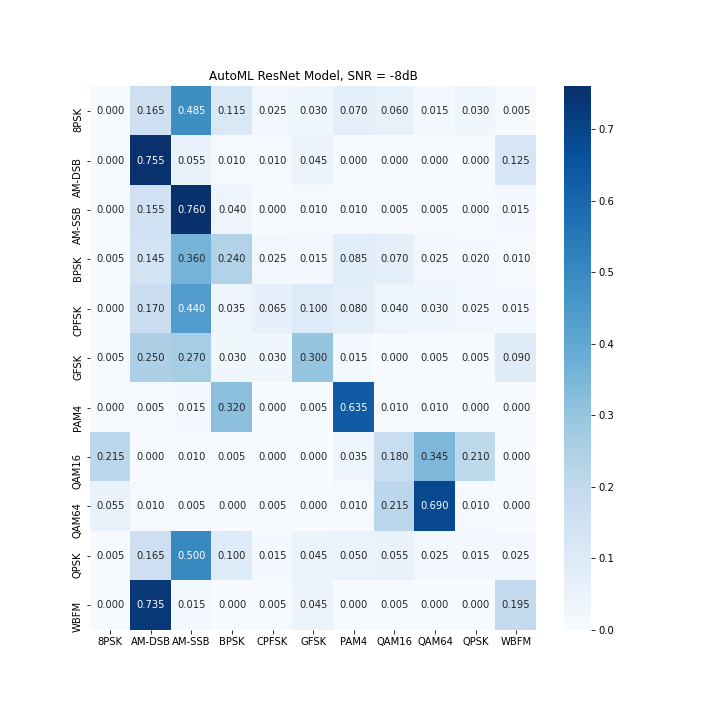 AutoML ResNet Model, SNR = -8dB
8PSK 0.000 0.165 0.485 0.115 0.025 0.030 0.070 0.060 0.015 0.030 0.005
AM-DSB 0.000 0.755 0.055 0.010 0.010 0.045 0.000 0.000 0.000 0.000 0.125
AM-SSB 0.000 0.155 0.760 0.040 0.000 0.010 0.010 0.005 0.005 0.000 0.015
BPSK 0.005 0.145 0.360 0.240 0.025 0.015 0.085 0.070 0.025 0.020 0.010
CPFSK 0.000 0.170 0.440 0.035 0.065 0.100 0.080 0.040 0.030 0.025 0.015
GFSK 0.005 0.250 0.270 0.030 0.030 0.300 0.015 0.000 0.005 0.005 0.090
PAM4 0.000 0.005 0.015 0.320 0.000 0.005 0.635 0.010 0.010 0.000 0.000
QAM16 0.215 0.000 0.010 0.005 0.000 0.000 0.035 0.180 0.345 0.210 0.000
QAM64 0.055 0.010 0.005 0.000 0.000 0.010 0.010 0.215 0.690 0.010 0.000
QPSK 0.005 0.165 0.500 0.100 0.015 0.045 0.050 0.055 0.025 0.015 0.025
WBFM 0.000 0.735 0.015 0.000 0.005 0.045 0.000 0.005 0.000 0.000 0.195
8PSK AM-DSB AM-SSB BPSK CPFSK GFSK PAM4 QAM16 QAM64 QPSK WBFM
0.7
0.6
0.5
0.4
0.3
0.2
0.1
0.0